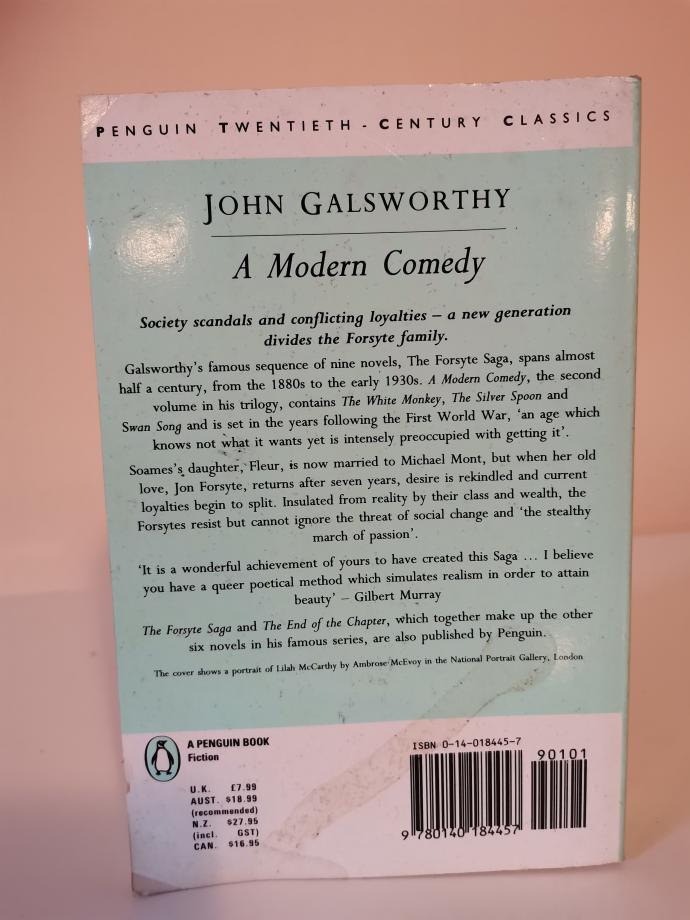 PENGUIN TWENTIETH - CENTURY CLASSICS
JOHN GALSWORTHY
A Modern Comedy
Society scandals and conflicting loyalties – a new generation
divides the Forsyte family.
Galsworthy's famous sequence of nine novels, The Forsyte Saga, spans almost
half a century, from the 1880s to the early 1930s. A Modern Comedy, the second
volume in his trilogy, contains The White Monkey, The Silver Spoon and
Swan Song and is set in the years following the First World War, 'an age which
knows not what it wants yet is intensely preoccupied with getting it'.
Soames's daughter, Fleur, is now married to Michael Mont, but when her old
love, Jon Forsyte, returns after seven years, desire is rekindled and current
loyalties begin to split. Insulated from reality by their class and wealth, the
Forsytes resist but cannot ignore the threat of social change and 'the stealthy
march of passion'.
'It is a wonderful achievement of yours to have created this Saga ... I believe
you have a queer poetical method which simulates realism in order to attain
beauty' – Gilbert Murray
The Forsyte Saga and The End of the Chapter, which together make up the other
six novels in his famous series, are also published by Penguin.
The cover shows a portrait of Lilah McCarthy by Ambrose McEvoy in the National Portrait Gallery, London
A PENGUIN BOOK
Fiction
U.K. £7.99
AUST. $18.99
(recommended)
N.Z. $27.95
(incl. GST)
CAN. $16.95
ISBN 0-14-018445-7
90101
9 780140 184457